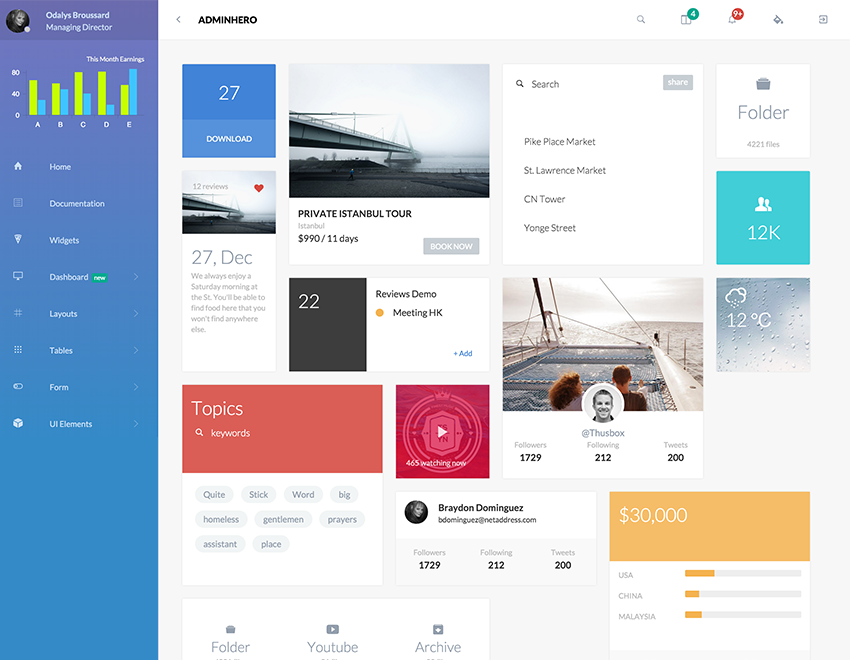 Odalys Broussard
Managing Director
This Month Earnings
80
40
0
A B C D E
Home
Documentation
Widgets
Dashboard new
Layouts
Tables
Form
UI Elements
ADMINHERO
4
9+
27
DOWNLOAD
12 reviews
27, Dec
We always enjoy a
Saturday morning at
the St. You'll be able to
find food here that you
won't find anywhere
else.
PRIVATE ISTANBUL TOUR
Istanbul
$990 / 11 days
BOOK NOW
Search
share
Pike Place Market
St. Lawrence Market
CN Tower
Yonge Street
Folder
4221 files
12K
22
Reviews Demo
Meeting HK
+ Add
12 °C
@Thusbox
Followers Following Tweets
1729 212 200
Topics
keywords
Quite Stick Word big
homeless gentlemen prayers
assistant place
465 watching now
Braydon Dominguez
bdominguez@netaddress.com
Followers Following Tweets
1729 212 200
$30,000
USA
CHINA
MALAYSIA
Folder Youtube Archive